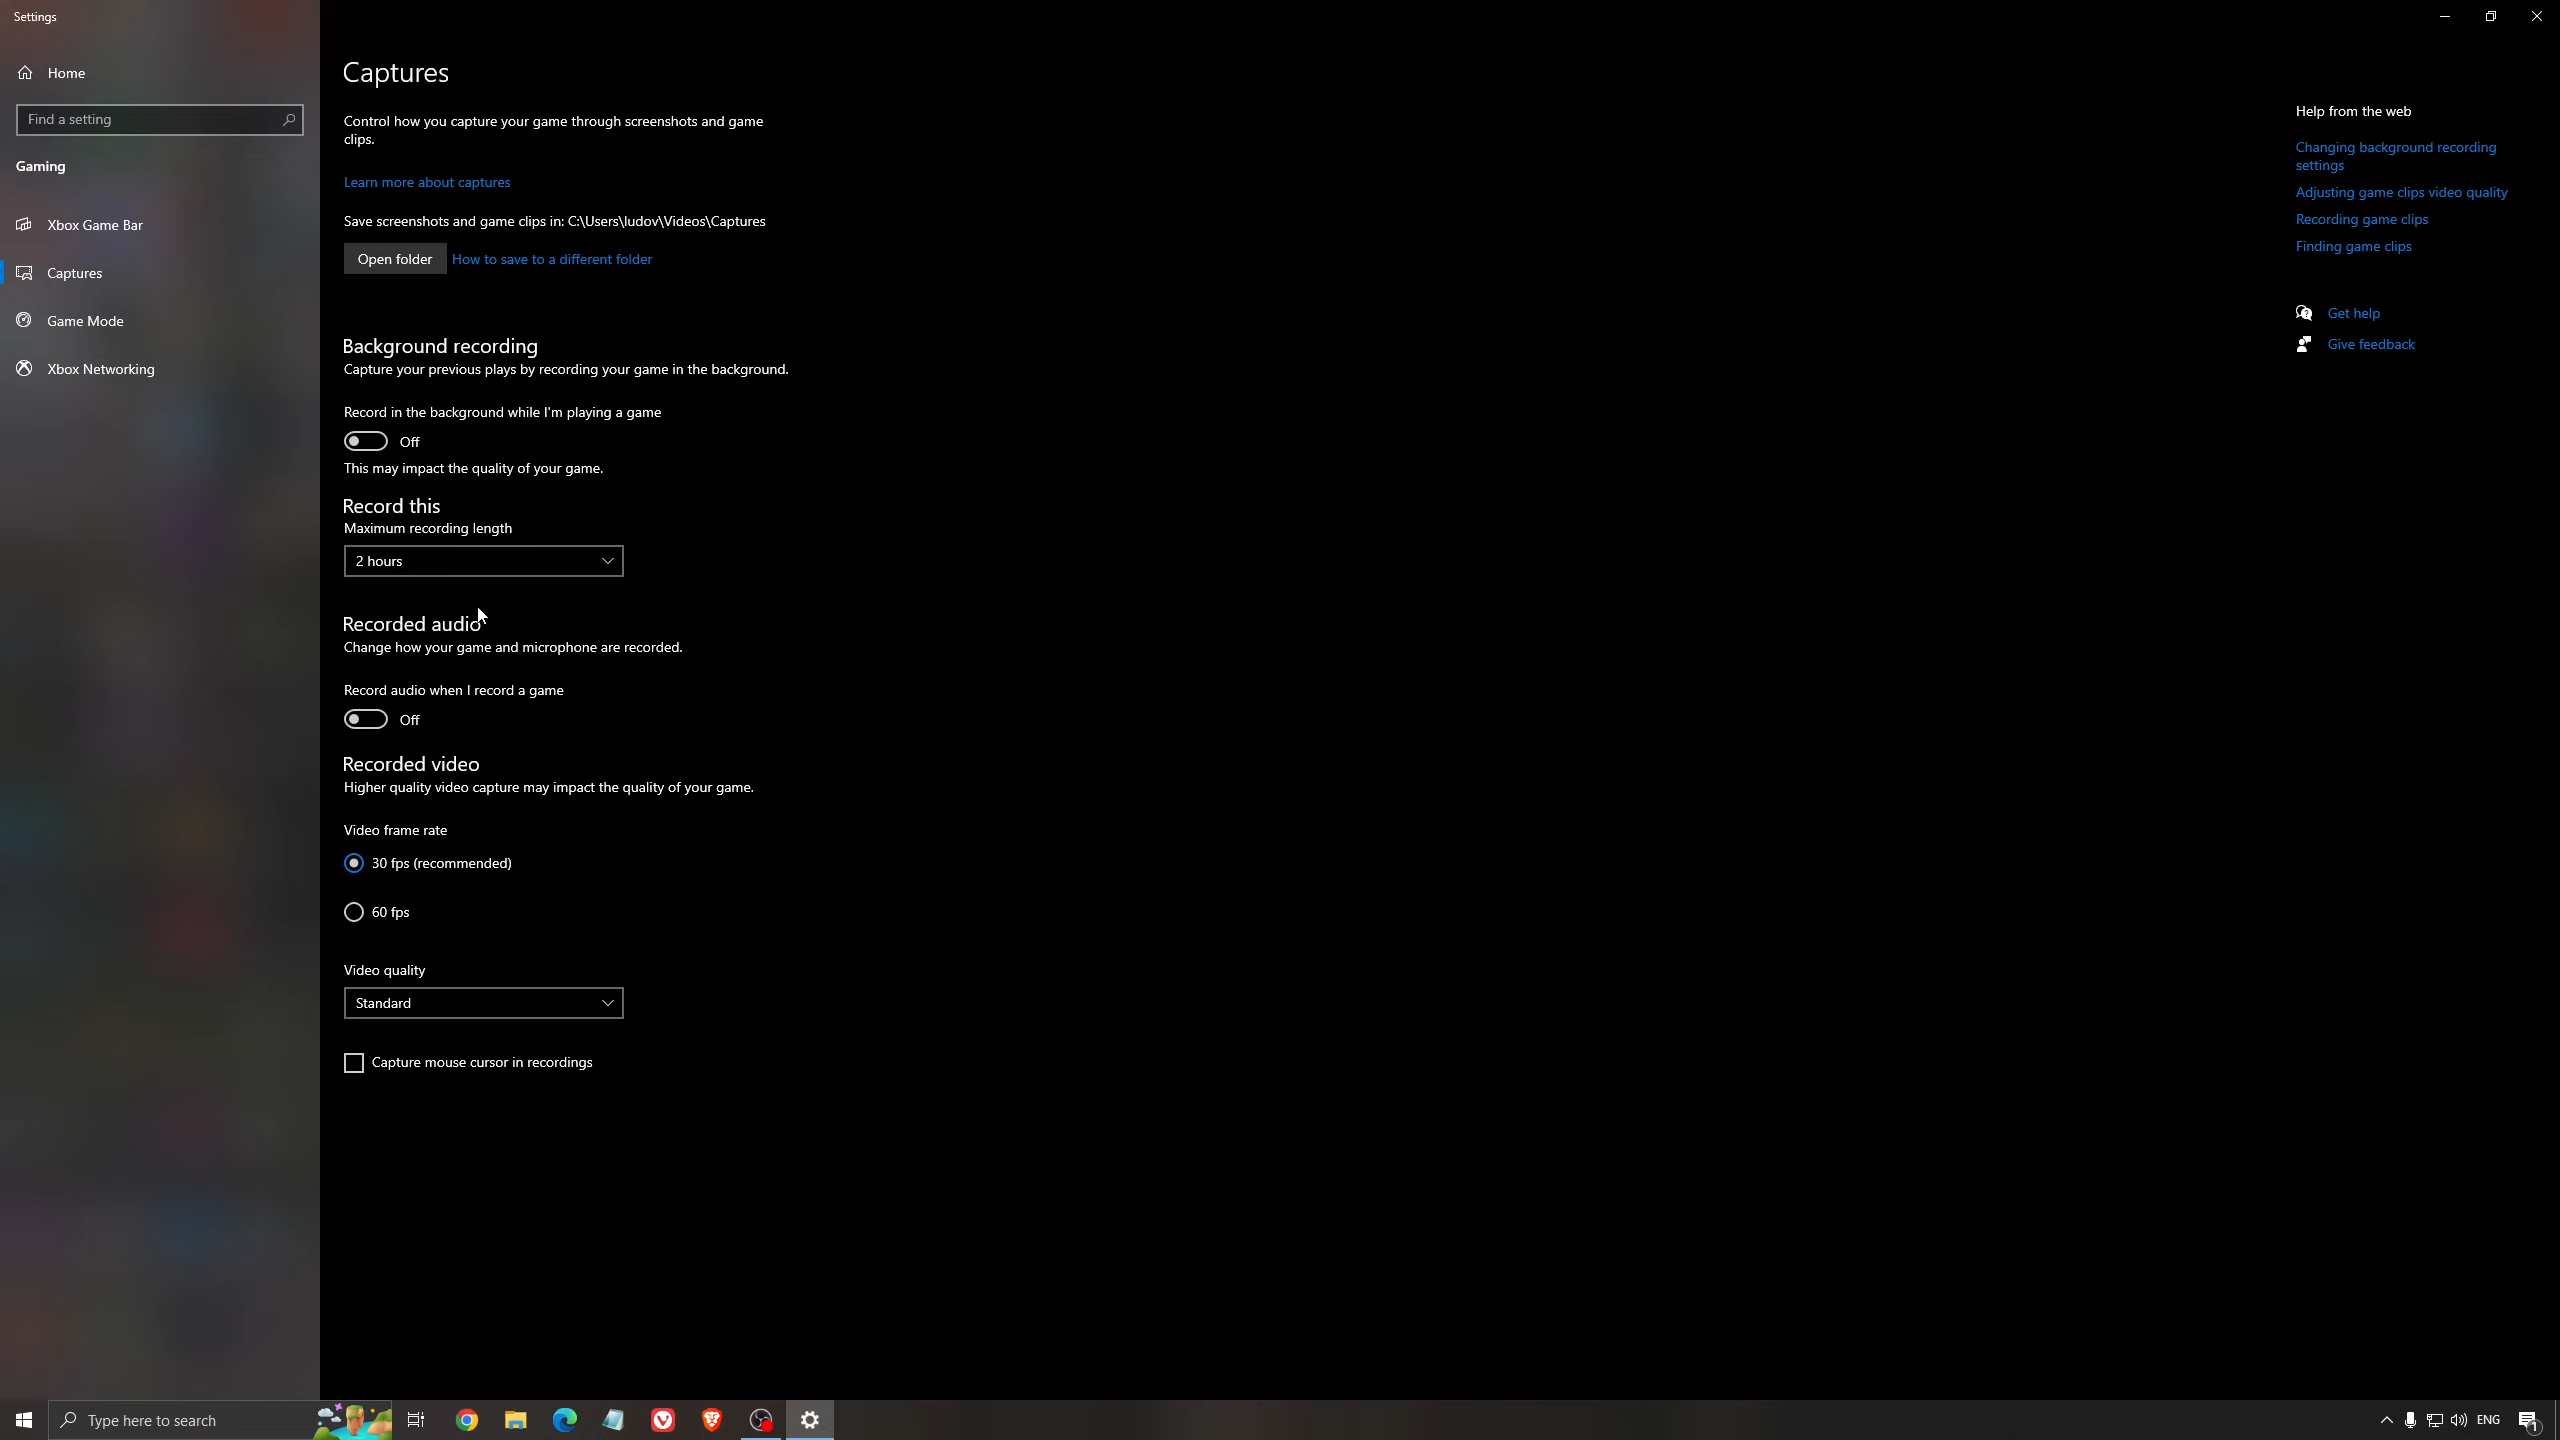 Settings
Home
Find a setting
Gaming
Xbox Game Bar
Captures
Game Mode
Xbox Networking
Captures
Control how you capture your game through screenshots and game
clips.
Learn more about captures
Save screenshots and game clips in: C:\Users\ludov\Videos\Captures
Open folder
How to save to a different folder
Background recording
Capture your previous plays by recording your game in the background.
Record in the background while I'm playing a game
Off
This may impact the quality of your game.
Record this
Maximum recording length
2 hours
Recorded audio
Change how your game and microphone are recorded.
Record audio when I record a game
Off
Recorded video
Higher quality video capture may impact the quality of your game.
Video frame rate
30 fps (recommended)
60 fps
Video quality
Standard
Capture mouse cursor in recordings
Help from the web
Changing background recording
settings
Adjusting game clips video quality
Recording game clips
Finding game clips
Get help
Give feedback
Type here to search
ENG
1